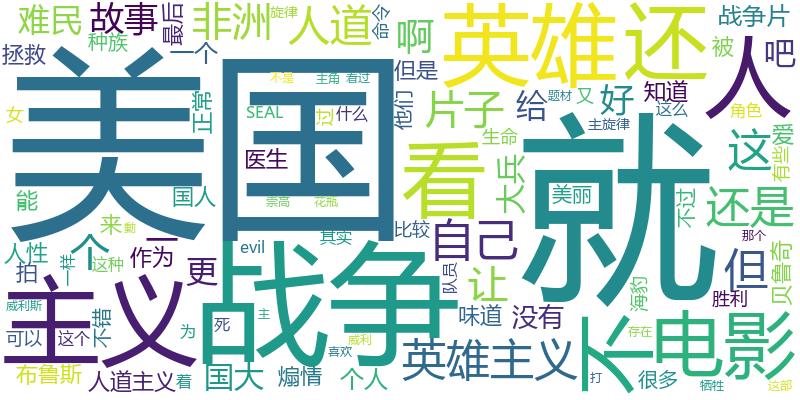 美国
就
战争
主义
英雄
还
人
看
电影
不
英雄主义
自己
但
这
还是
片子
人道
非洲
故事
难民
啊
最后
旋律
命令
种族
一个
拯救
战争片
被
吧
但是
他们
给
好
知道
又
题材
这么
角色
主旋律
有些
爱
生命
大兵
美丽
不过
那个
贝鲁奇
胜利
海豹
存在
很多
牺牲
这部
打
没有
味道
让
队员
比较
其实
evil
崇高
花瓶
医生
SEAL
什么
过
不是
主角
看过
正常
女
能
国人
来
動
个
人性
一样
这种
作为
更
拍
威利斯
可以
这个
不错
为
死
主
威利
喜欢
布鲁斯
人道主义
着
国大
煽情
个人